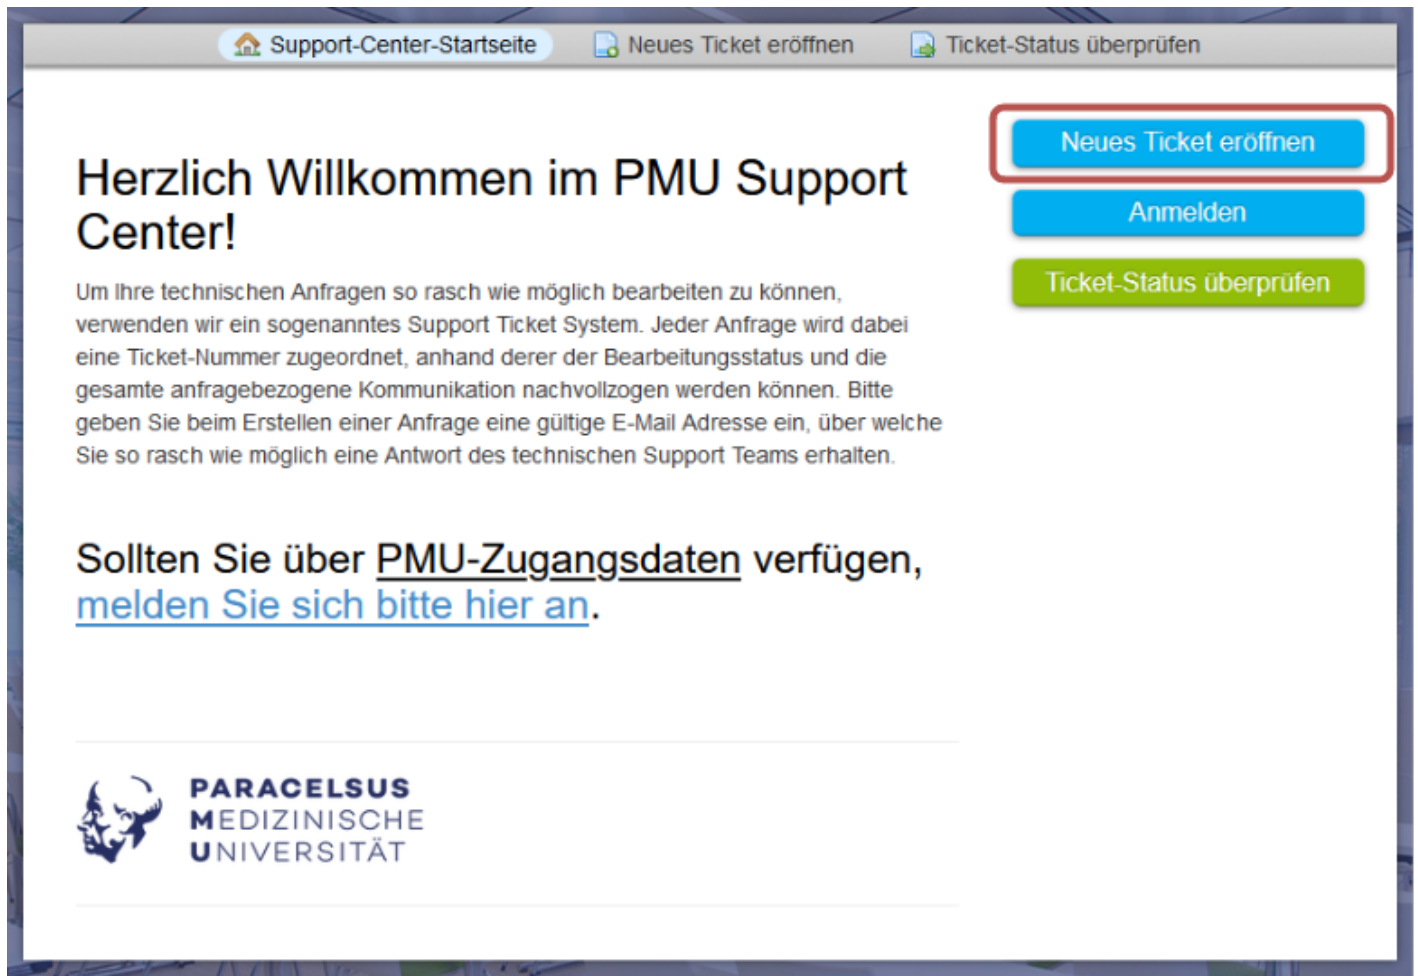 Support-Center-Startseite Neues Ticket eröffnen Ticket-Status überprüfen
Neues Ticket eröffnen
Anmelden
Ticket-Status überprüfen
Herzlich Willkommen im PMU Support
Center!
Um Ihre technischen Anfragen so rasch wie möglich bearbeiten zu können,
verwenden wir ein sogenanntes Support Ticket System. Jeder Anfrage wird dabei
eine Ticket-Nummer zugeordnet, anhand derer der Bearbeitungsstatus und die
gesamte anfragebezogene Kommunikation nachvollzogen werden können. Bitte
geben Sie beim Erstellen einer Anfrage eine gültige E-Mail Adresse ein, über welche
Sie so rasch wie möglich eine Antwort des technischen Support Teams erhalten.
Sollten Sie über PMU-Zugangsdaten verfügen,
melden Sie sich bitte hier an.
PARACELSUS
MEDIZINISCHE
UNIVERSITÄT